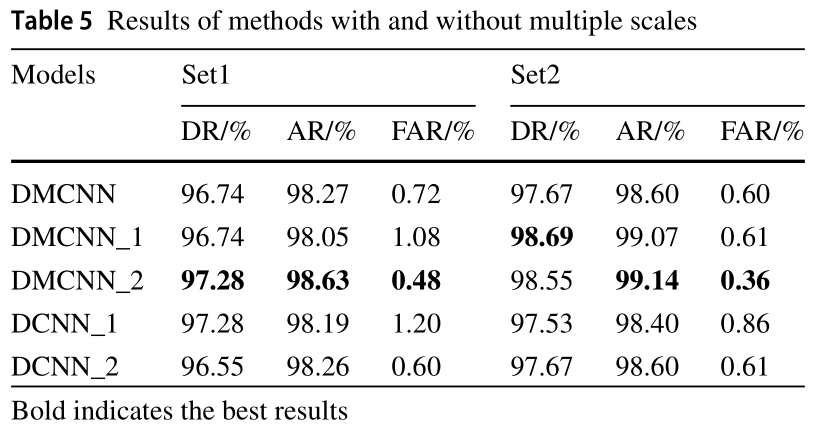 Table 5 Results of methods with and without multiple scales
Models Set1 Set2
DR/% AR/% FAR/% DR/% AR/% FAR/%
DMCNN 96.74 98.27 0.72 97.67 98.60 0.60
DMCNN_1 96.74 98.05 1.08 98.69 99.07 0.61
DMCNN_2 97.28 98.63 0.48 98.55 99.14 0.36
DCNN_1 97.28 98.19 1.20 97.53 98.40 0.86
DCNN_2 96.55 98.26 0.60 97.67 98.60 0.61
Bold indicates the best results